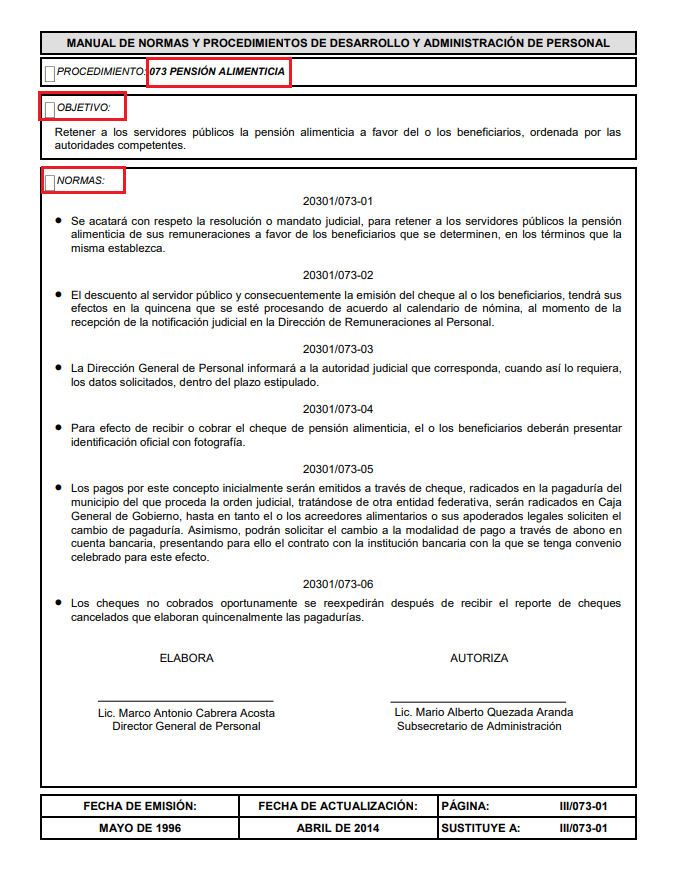 MANUAL DE NORMAS Y PROCEDIMIENTOS DE DESARROLLO Y ADMINISTRACIÓN DE PERSONAL
PROCEDIMIENTO: 073 PENSIÓN ALIMENTICIA
OBJETIVO:
Retener a los servidores públicos la pensión alimenticia a favor del o los beneficiarios, ordenada por las
autoridades competentes.
NORMAS:
20301/073-01
• Se acatará con respeto la resolución o mandato judicial, para retener a los servidores públicos la pensión
alimenticia de sus remuneraciones a favor de los beneficiarios que se determinen, en los términos que la
misma establezca.
20301/073-02
• El descuento al servidor público y consecuentemente la emisión del cheque al o los beneficiarios, tendrá sus
efectos en la quincena que se esté procesando de acuerdo al calendario de nómina, al momento de la
recepción de la notificación judicial en la Dirección de Remuneraciones al Personal.
20301/073-03
• La Dirección General de Personal informará a la autoridad judicial que corresponda, cuando así lo requiera,
los datos solicitados, dentro del plazo estipulado.
20301/073-04
• Para efecto de recibir o cobrar el cheque de pensión alimenticia, el o los beneficiarios deberán presentar
identificación oficial con fotografía.
20301/073-05
• Los pagos por este concepto inicialmente serán emitidos a través de cheque, radicados en la pagaduría del
municipio del que proceda la orden judicial, tratándose de otra entidad federativa, serán radicados en Caja
General de Gobierno, hasta en tanto el o los acreedores alimentarios o sus apoderados legales soliciten el
cambio de pagaduría. Asimismo, podrán solicitar el cambio a la modalidad de pago a través de abono en
cuenta bancaria, presentando para ello el contrato con la institución bancaria con la que se tenga convenio
celebrado para este efecto.
20301/073-06
• Los cheques no cobrados oportunamente se reexpedirán después de recibir el reporte de cheques
cancelados que elaboran quincenalmente las pagadurías.
ELABORA AUTORIZA
Lic. Marco Antonio Cabrera Acosta Lic. Mario Alberto Quezada Aranda
Director General de Personal Subsecretario de Administración
FECHA DE EMISIÓN: FECHA DE ACTUALIZACIÓN: PÁGINA: III/073-01
MAYO DE 1996 ABRIL DE 2014 SUSTITUYE A: III/073-01